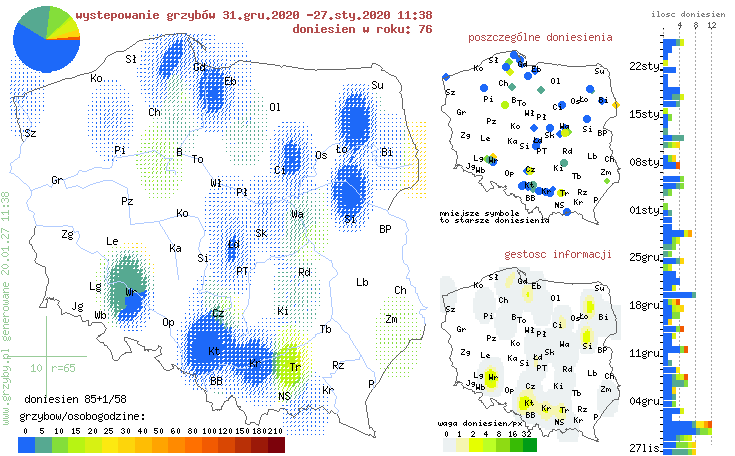 wystepowanie grzybów 31.gru.2020 -27.sty.2020 11:38
doniesien w roku: 76
Sł
Gd
Ko
Eb
Su
Ch
Ol
Sz
Pi
B
To
Os
Ło
Bi
Ci
Gr
Wł
Pł
Pz
Ko
Wa
Si
BP
Zg
Le
Ka
Sk
Łd
Si
PT
Rd
Lb
Ch
Lg
Wr
Jg
Wb
Op
Cz
Ki
Zm
Tb
Kt
Kr
Tr
Rz
BB
NS
Kr
P
10 r=65
doniesien 85+1/58
grzybow/osobogodzine:
0 5 10 15 20 25 30 40 50 60 80 100 120 150 180 210
www.grzyby.pl generowane 20.01.27 11:38
poszczególne doniesienia
Sł
Gd
Ko
Eb
Su
Ch
Ol
Sz
Pi
B
To
Os
Ło
Bi
Ci
Gr
Wł
Pł
Pz
Ko
Wa
Si
BP
Zg
Le
Ka
Sk
Łd
Si
PT
Rd
Lb
Ch
Lg
Wr
Jg
Wb
Op
Cz
Ki
Zm
Tb
Kt
Kr
Tr
Rz
BB
NS
Kr
P
mniejsze symbole
to starsze doniesienia
gestosc informacji
Sł
Gd
Ko
Eb
Su
Ch
Ol
Sz
Pi
B
To
Os
Ło
Bi
Ci
Gr
Wł
Pł
Pz
Ko
Wa
Si
BP
Zg
Le
Ka
Sk
Łd
Si
PT
Rd
Lb
Ch
Lg
Wr
Jg
Wb
Op
Cz
Ki
Zm
Tb
Kt
Kr
Tr
Rz
BB
NS
Kr
P
waga doniesien/px
0 1 2 4 8 16 32
ilosc doniesien
4 8 12
22sty
15sty
08sty
01sty
25gru
18gru
11gru
04gru
27lis